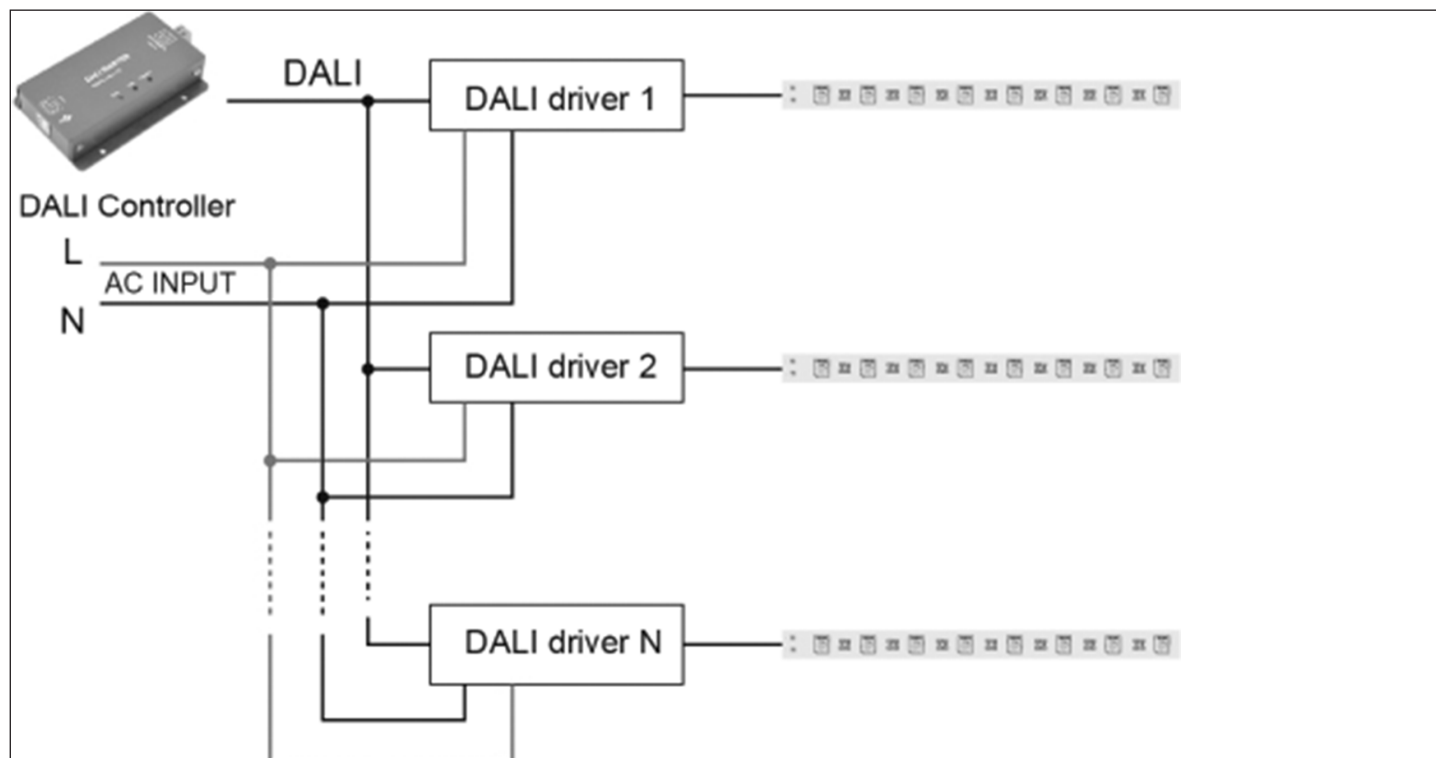 DALI
DALI driver 1
DALI Controller
L
AC INPUT
N
DALI driver 2
DALI driver N